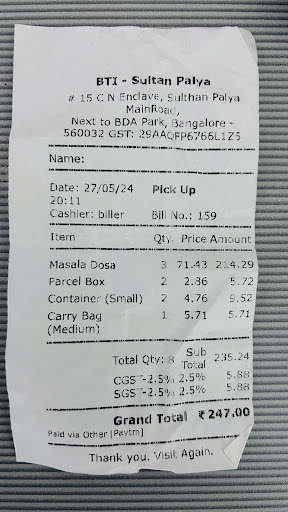 BTI - Sultan Palya
# 15 C N Enclave, Sulthan Palya
MainRoad,
Next to BDA Park, Bangalore -
560032 GST: 29AAQFP6766L1Z5
Name:
Date: 27/05/24 Pick Up
20:11
Cashier: biller Bill No.: 159
Item Qty. Price Amount
Masala Dosa 3 71.43 214.29
Parcel Box 2 2.86 5.72
Container (Small) 2 4.76 9.52
Carry Bag 1 5.71 5.71
(Medium)
Total Qty: 8 Sub Total 235.24
CGST-2.5% 2.5% 5.88
SGST-2.5% 2.5% 5.88
Grand Total ₹ 247.00
Paid via Other [Paytm]
Thank you. Visit Again.